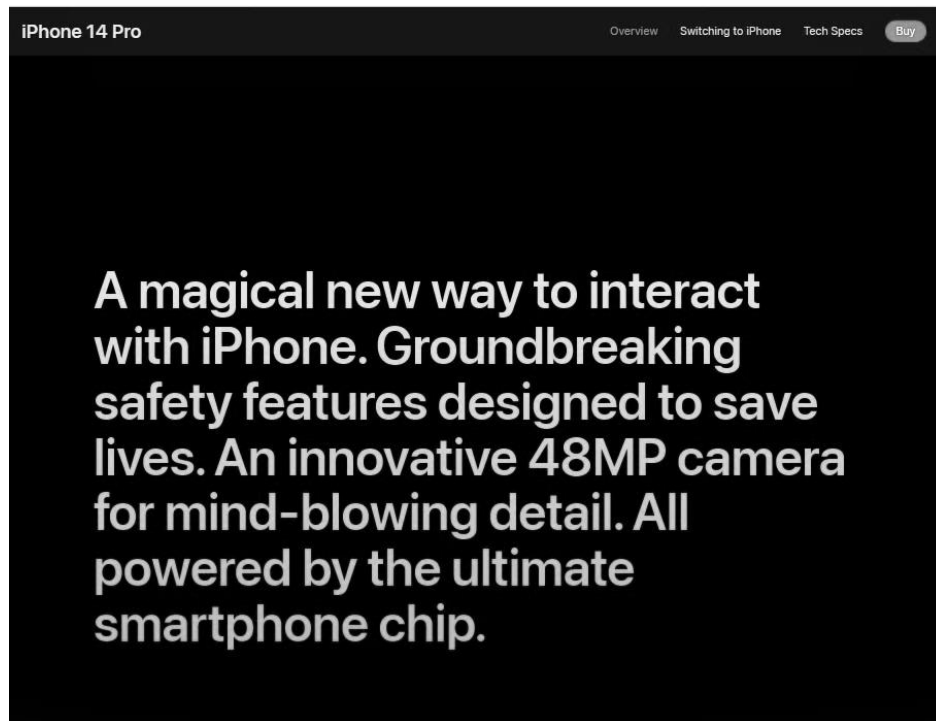 iPhone 14 Pro
Overview Switching to iPhone Tech Specs Buy
A magical new way to interact
with iPhone. Groundbreaking
safety features designed to save
lives. An innovative 48MP camera
for mind-blowing detail. All
powered by the ultimate
smartphone chip.